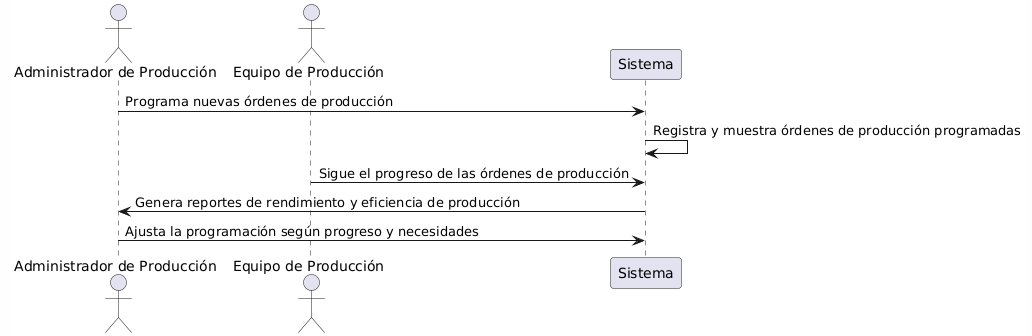 Administrador de Producción
Equipo de Producción
Sistema
Programa nuevas órdenes de producción
Registra y muestra órdenes de producción programadas
Sigue el progreso de las órdenes de producción
Genera reportes de rendimiento y eficiencia de producción
Ajusta la programación según progreso y necesidades
Administrador de Producción
Equipo de Producción
Sistema